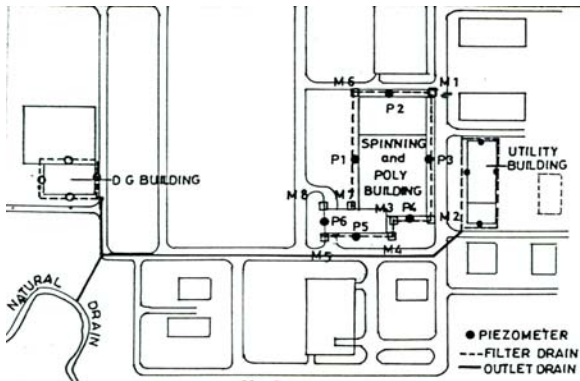 M6
M1
P2
SPINNING
and
POLY
BUILDING
P1
P3
UTILITY
BUILDING
D G BUILDING
M8
M7
M3
P4
M2
P6
P5
M4
M5
NATURAL
DRAIN
PIEZOMETER
FILTER DRAIN
OUTLET DRAIN